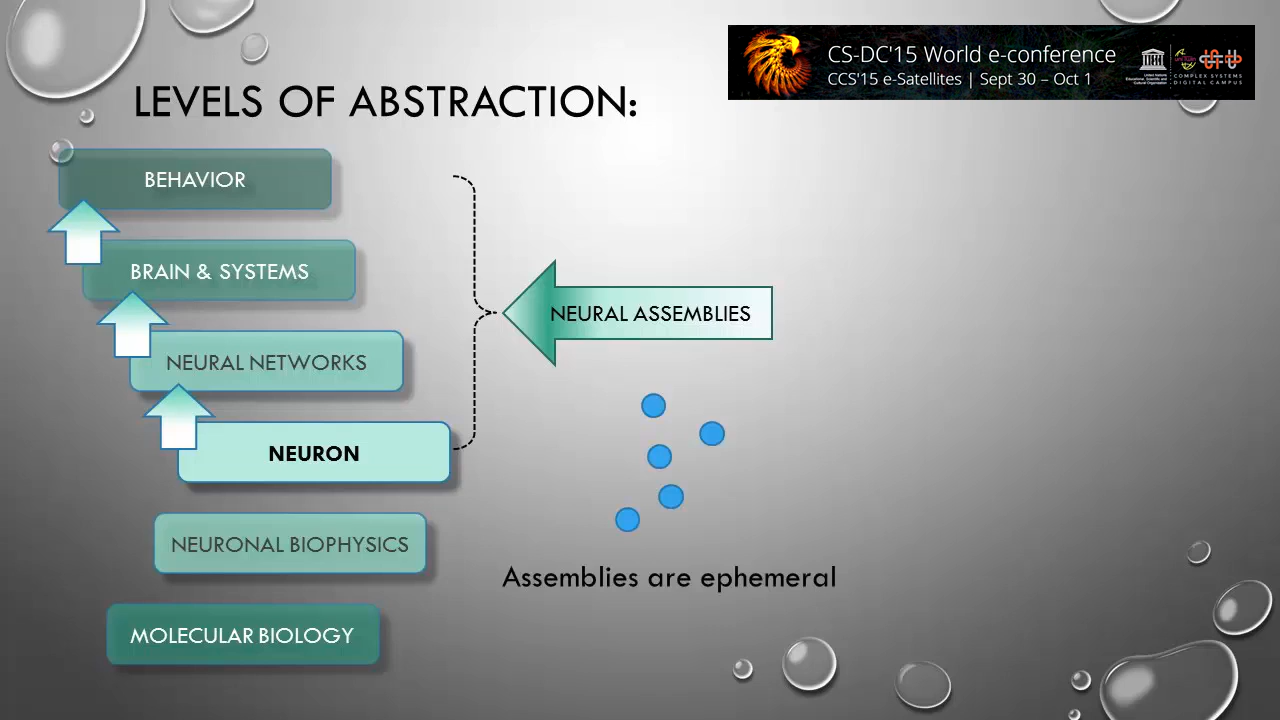 CS-DC'15 World e-conference
CCS'15 e-Satellites | Sept 30 – Oct 1
COMPLEX SYSTEMS
DIGITAL CAMPUS
LEVELS OF ABSTRACTION:
BEHAVIOR
BRAIN & SYSTEMS
NEURAL NETWORKS
NEURON
NEURONAL BIOPHYSICS
MOLECULAR BIOLOGY
NEURAL ASSEMBLIES
Assemblies are ephemeral